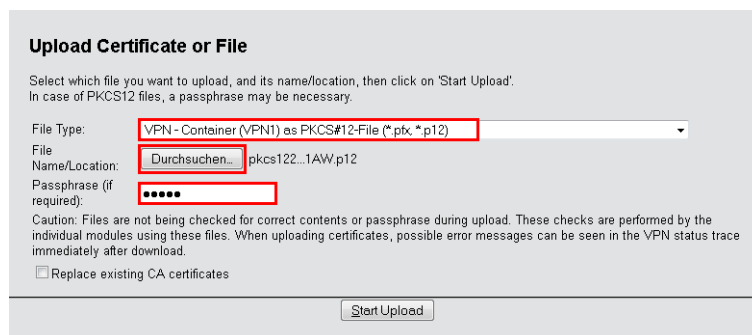 Upload Certificate or File
Select which file you want to upload, and its name/location, then click on 'Start Upload'.
In case of PKCS12 files, a passphrase may be necessary.
File Type: VPN - Container (VPN1) as PKCS#12-File (*.pfx, *.p12)
File
Name/Location: Durchsuchen... pkcs122...1AW.p12
Passphrase (if
required): •••••
Caution: Files are not being checked for correct contents or passphrase during upload. These checks are performed by the
individual modules using these files. When uploading certificates, possible error messages can be seen in the VPN status trace
immediately after download.
Replace existing CA certificates
Start Upload